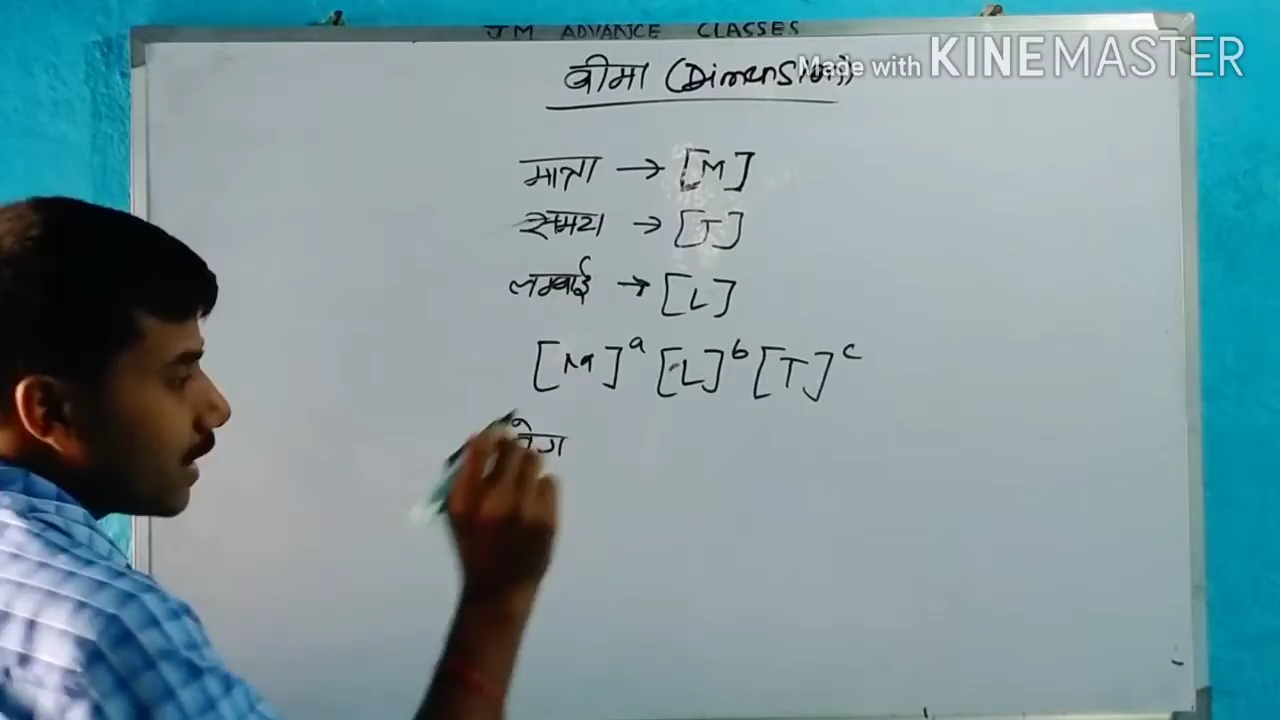 JM ADVANCE CLASSES
Made with KINEMASTER
वीमा (Dimension)
मात्रा → [M]
समय → [T]
लम्बाई → [L]
[M]ᵃ [L]ᵇ [T]ᶜ
वेग